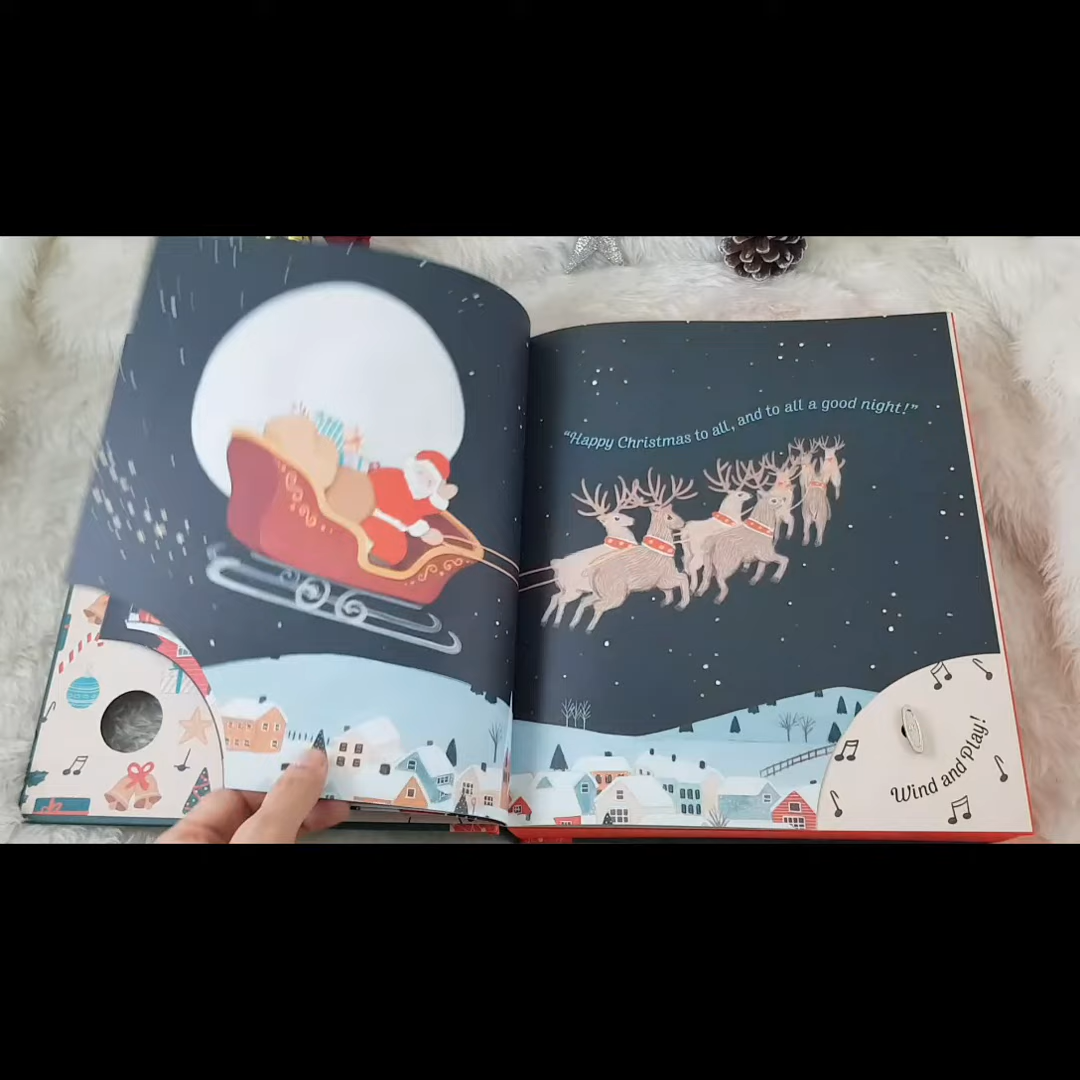 “Happy Christmas to all, and to all a good night!”
Wind and Play!